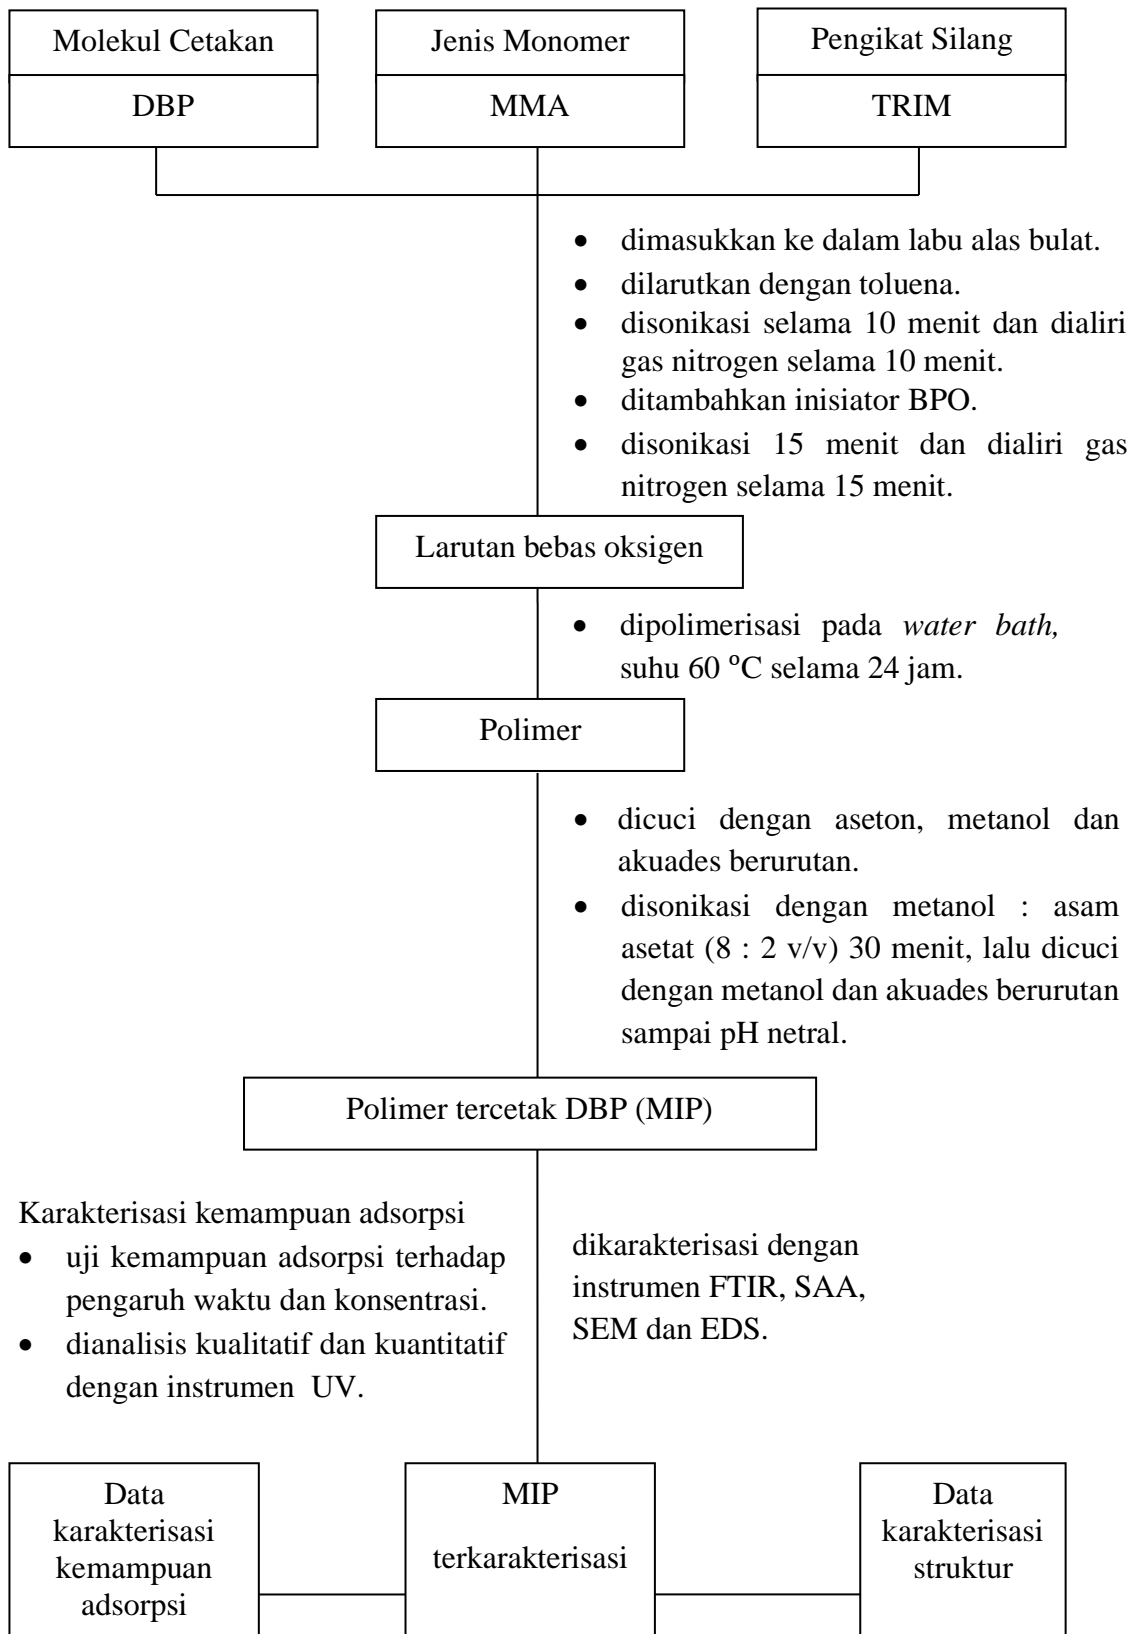 Molekul Cetakan
DBP
Jenis Monomer
MMA
Pengikat Silang
TRIM
• dimasukkan ke dalam labu alas bulat.
• dilarutkan dengan toluena.
• disonikasi selama 10 menit dan dialiri
gas nitrogen selama 10 menit.
• ditambahkan inisiator BPO.
• disonikasi 15 menit dan dialiri gas
nitrogen selama 15 menit.
Larutan bebas oksigen
• dipolimerisasi pada water bath,
suhu 60 °C selama 24 jam.
Polimer
• dicuci dengan aseton, metanol dan
akuades berurutan.
• disonikasi dengan metanol : asam
asetat (8 : 2 v/v) 30 menit, lalu dicuci
dengan metanol dan akuades berurutan
sampai pH netral.
Polimer tercetak DBP (MIP)
Karakterisasi kemampuan adsorpsi
• uji kemampuan adsorpsi terhadap
pengaruh waktu dan konsentrasi.
• dianalisis kualitatif dan kuantitatif
dengan instrumen UV.
dikarakterisasi dengan
instrumen FTIR, SAA,
SEM dan EDS.
Data
karakterisasi
kemampuan
adsorpsi
MIP
terkarakterisasi
Data
karakterisasi
struktur